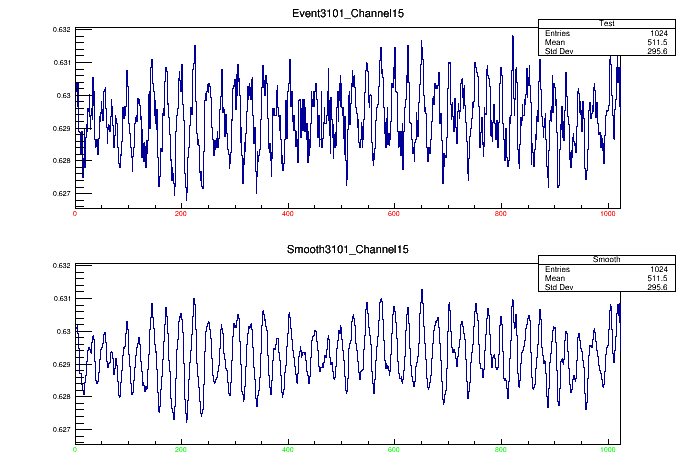 Event3101_Channel15
Test
Entries 1024
Mean 511.5
Std Dev 295.6
0.632
0.631
0.63
0.629
0.628
0.627
0 200 400 600 800 1000
Smooth3101_Channel15
Smooth
Entries 1024
Mean 511.5
Std Dev 295.6
0.632
0.631
0.63
0.629
0.628
0.627
0 200 400 600 800 1000